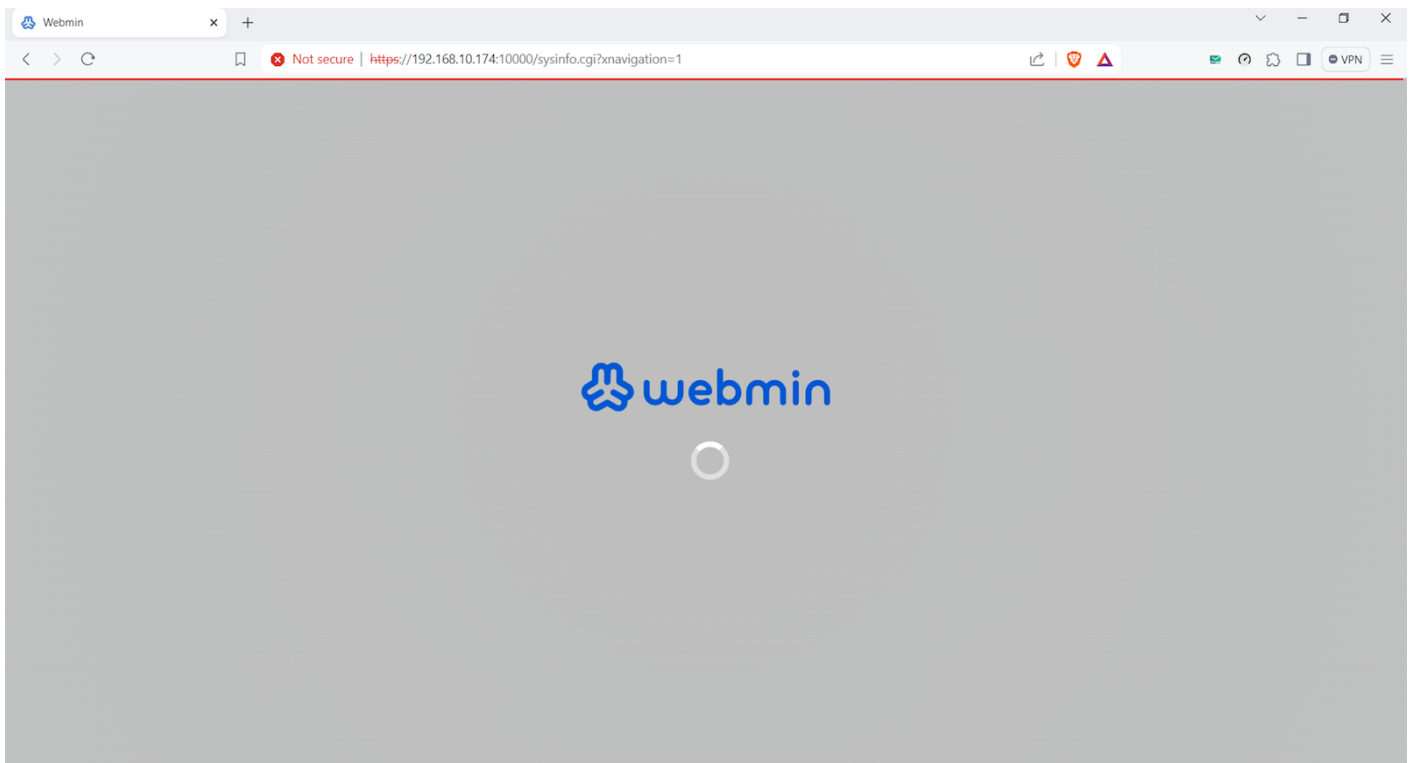 Webmin
Not secure | https://192.168.10.174:10000/sysinfo.cgi?xnavigation=1
VPN
webmin